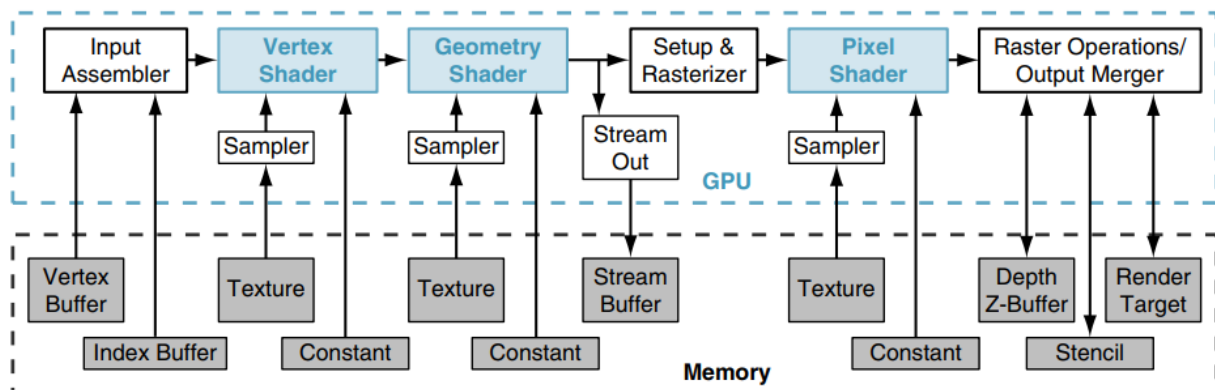 Input
Assembler
Vertex
Shader
Geometry
Shader
Setup &
Rasterizer
Pixel
Shader
Raster Operations/
Output Merger
Sampler
Sampler
Stream
Out
Sampler
GPU
Vertex
Buffer
Texture
Texture
Stream
Buffer
Texture
Depth
Z-Buffer
Render
Target
Index Buffer
Constant
Constant
Constant
Stencil
Memory